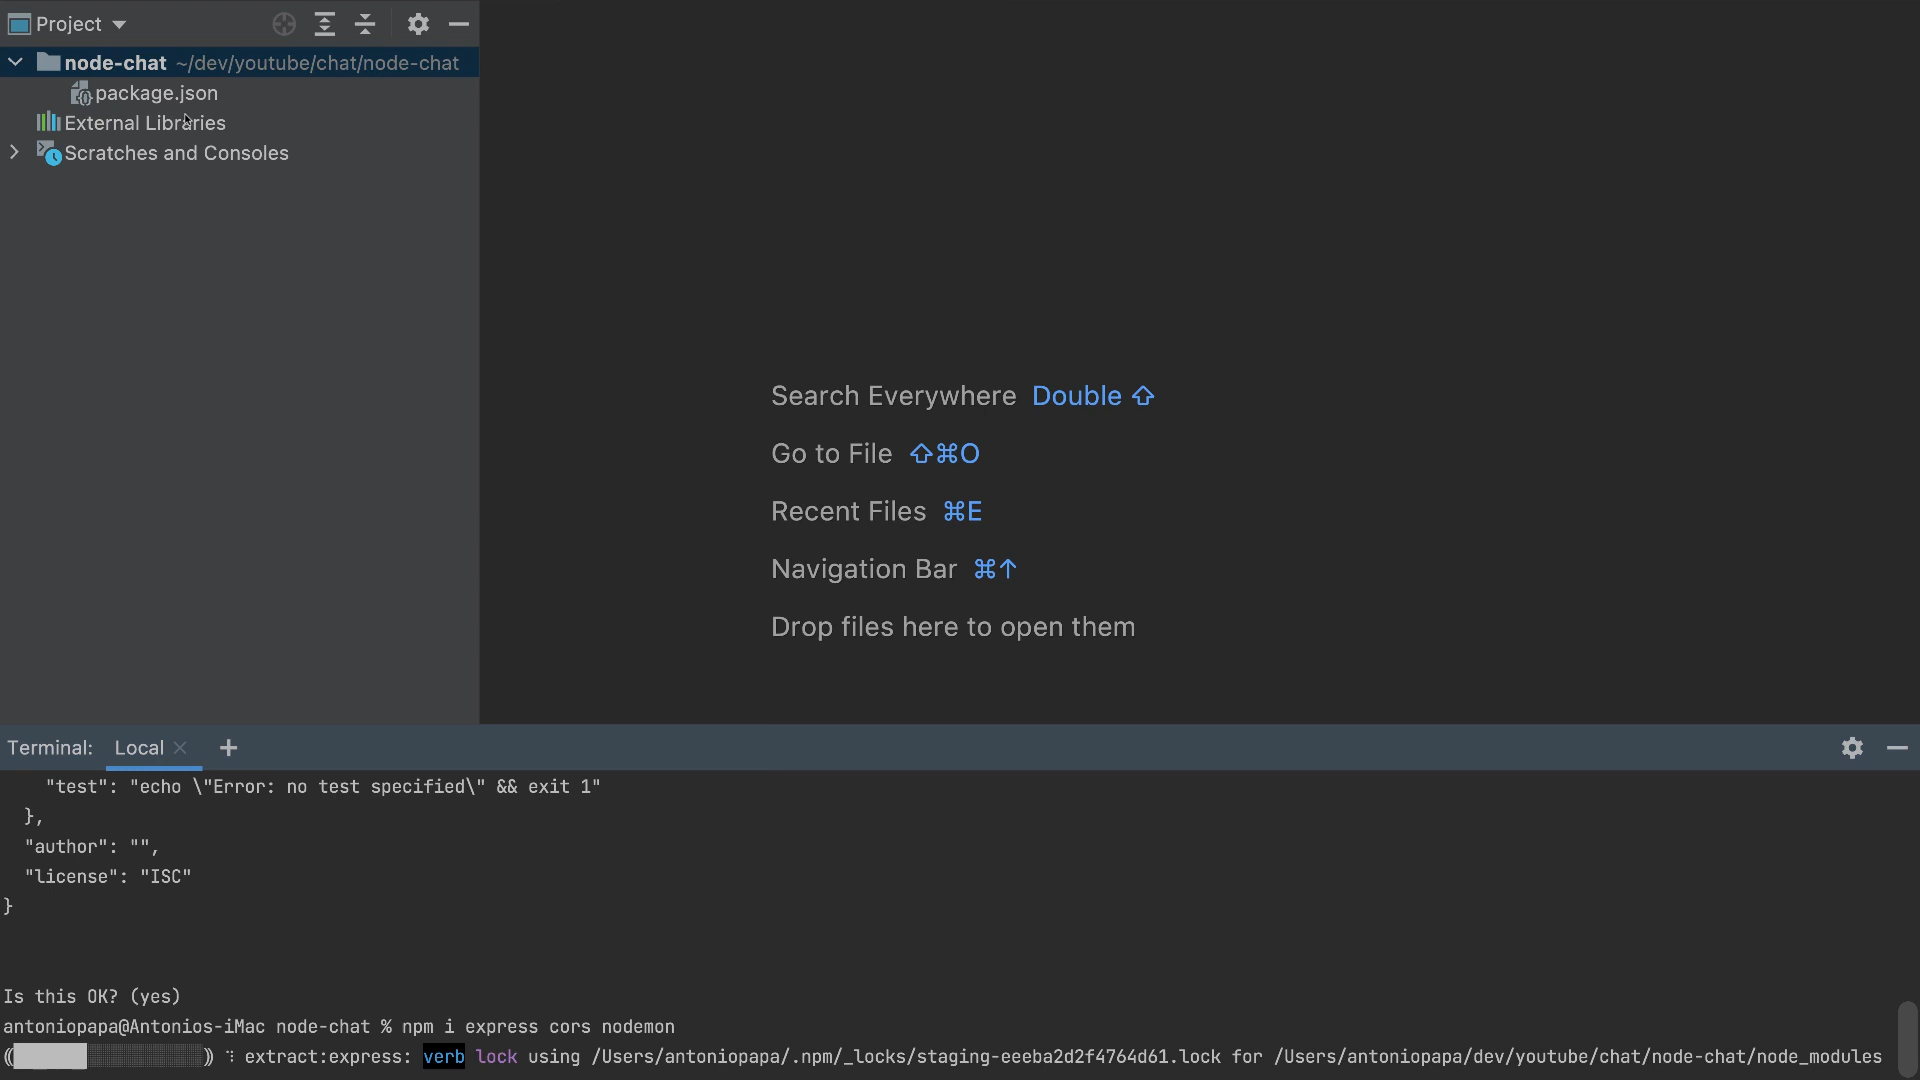 Project
node-chat ~/dev/youtube/chat/node-chat
package.json
External Libraries
Scratches and Consoles
Search Everywhere Double ⇧
Go to File ⇧⌘O
Recent Files ⌘E
Navigation Bar ⌘↑
Drop files here to open them
Terminal: Local
"test": "echo \"Error: no test specified\" && exit 1"
},
"author": "",
"license": "ISC"
}
Is this OK? (yes)
antoniopapa@Antonios-iMac node-chat % npm i express cors nodemon
extract:express: verb lock using /Users/antoniopapa/.npm/_locks/staging-eeeba2d2f4764d61.lock for /Users/antoniopapa/dev/youtube/chat/node-chat/node_modules